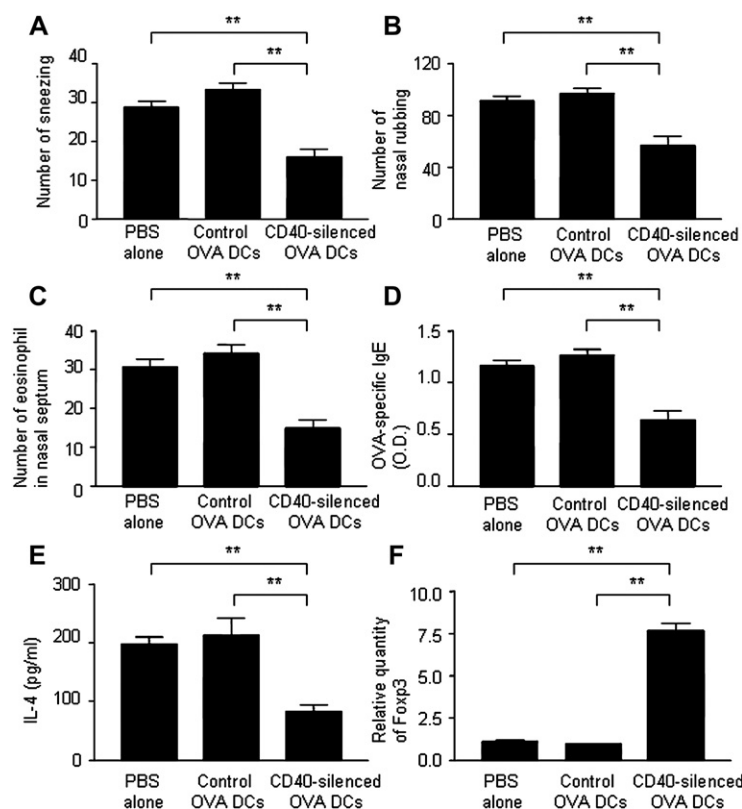 A
**
**
Number of sneezing
40
30
20
10
0
PBS alone
Control OVA DCs
CD40-silenced OVA DCs
B
**
**
Number of
nasal rubbing
120
80
40
0
PBS alone
Control OVA DCs
CD40-silenced OVA DCs
C
**
**
Number of eosinophil
in nasal septum
40
30
20
10
0
PBS alone
Control OVA DCs
CD40-silenced OVA DCs
D
**
**
OVA-specific IgE
(O.D.)
1.5
1.0
0.5
0.0
PBS alone
Control OVA DCs
CD40-silenced OVA DCs
E
**
**
IL-4 (pg/ml)
300
200
100
0
PBS alone
Control OVA DCs
CD40-silenced OVA DCs
F
**
**
Relative quantity
of Foxp3
10.0
7.5
5.0
2.5
0.0
PBS alone
Control OVA DCs
CD40-silenced OVA DCs